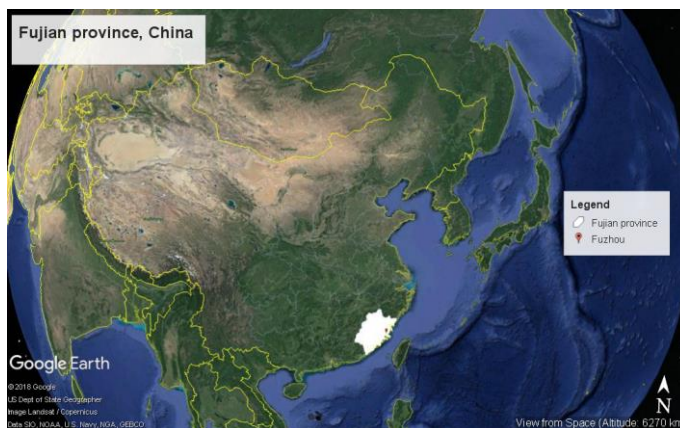 Fujian province, China
Legend
Fujian province
Fuzhou
Google Earth
©2018 Google
US Dept of State Geographer
Image Landsat / Copernicus
Data SIO, NOAA, U.S. Navy, NGA, GEBCO
N
View from Space (Altitude: 6270 km